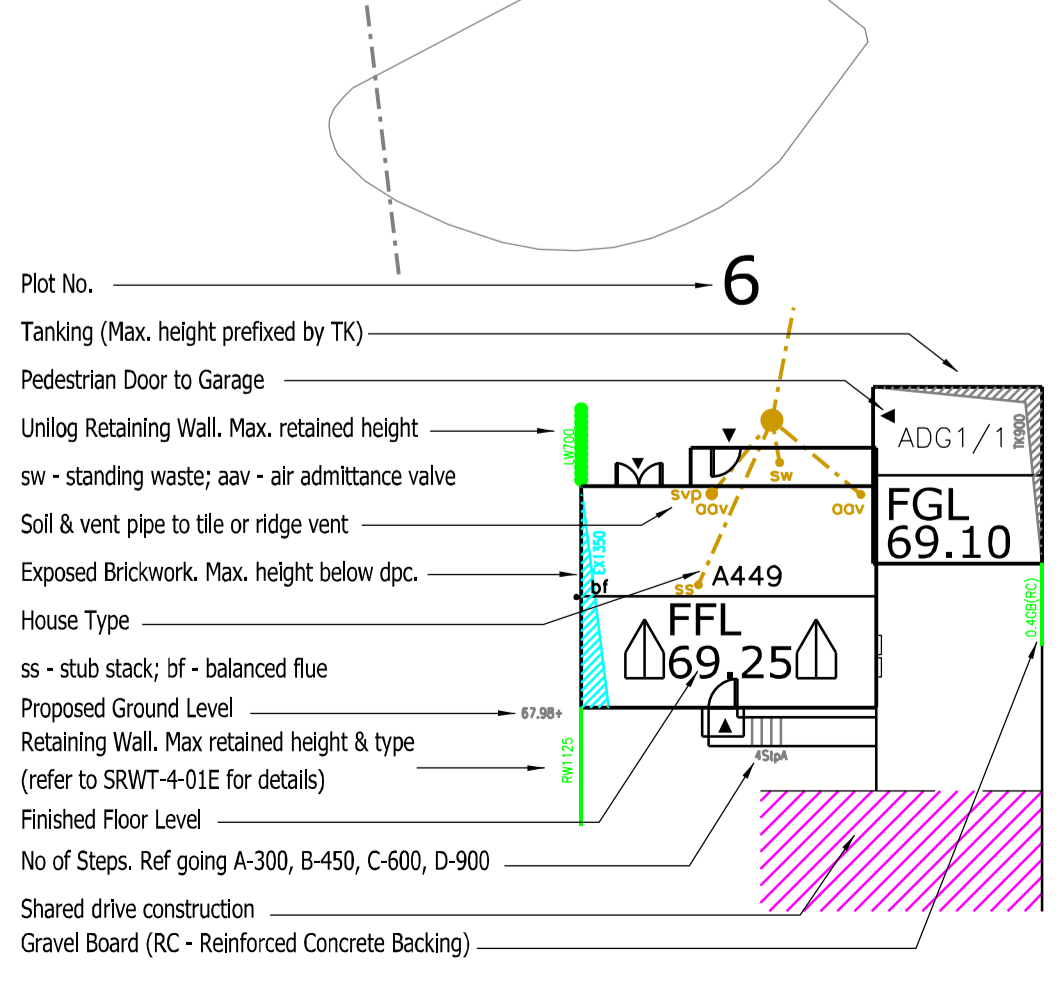 Plot No.
6
Tanking (Max. height prefixed by TK)
Pedestrian Door to Garage
Unilog Retaining Wall. Max. retained height
sw - standing waste; aav - air admittance valve
Soil & vent pipe to tile or ridge vent
Exposed Brickwork. Max. height below dpc.
House Type
ss - stub stack; bf - balanced flue
Proposed Ground Level
Retaining Wall. Max retained height & type
(refer to SRWT-4-01E for details)
Finished Floor Level
No of Steps. Ref going A-300, B-450, C-600, D-900
Shared drive construction
Gravel Board (RC - Reinforced Concrete Backing)
LW700
ADG1/1
TK900
sw
svp
aav
aav
FGL
69.10
EX1350
bf
ss
A449
FFL
69.25
0.4GB(RC)
67.98+
RW1125
4StpA